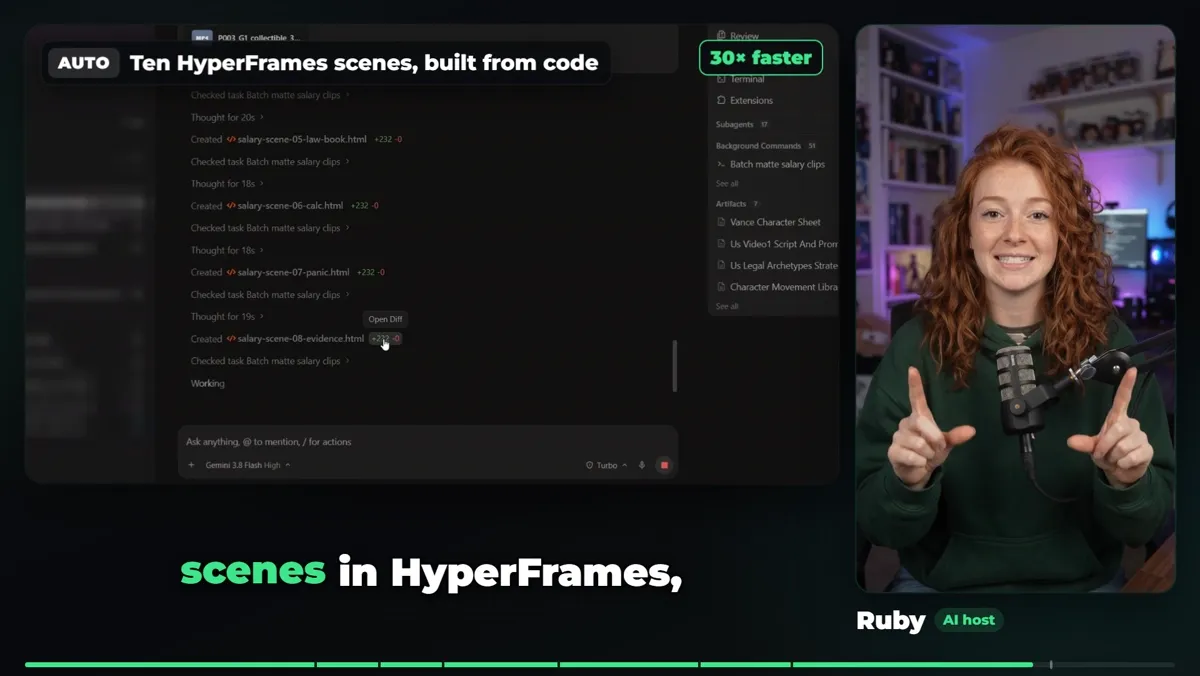 P003_G1_collectible_3...
AUTO Ten HyperFrames scenes, built from code
30× faster
Checked task Batch matte salary clips >
Thought for 20s >
Created salary-scene-05-law-book.html +232 -0
Checked task Batch matte salary clips >
Thought for 18s >
Created salary-scene-06-calc.html +232 -0
Checked task Batch matte salary clips >
Thought for 18s >
Created salary-scene-07-panic.html +232 -0
Checked task Batch matte salary clips >
Thought for 19s >
Open Diff
Created salary-scene-08-evidence.html +232 -0
Checked task Batch matte salary clips >
Working
Ask anything, @ to mention, / for actions
+ Gemini 3.8 Flash High
Turbo
Review
Terminal
Extensions
Subagents 17
Background Commands 51
Batch matte salary clips
See all
Artifacts 7
Vance Character Sheet
Us Video1 Script And Pron
Us Legal Archetypes Strate
Character Movement Libra
See all
scenes in HyperFrames,
Ruby AI host